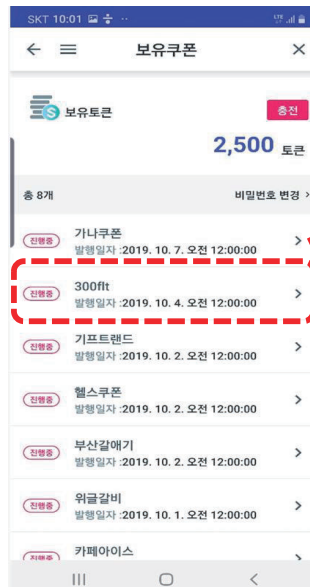 SKT 10:01
보유쿠폰
보유토큰
충전
2,500 토큰
총 8개
비밀번호 변경 >
진행중
가나쿠폰
발행일자 :2019. 10. 7. 오전 12:00:00
진행중
300flt
발행일자 :2019. 10. 4. 오전 12:00:00
진행중
기프트랜드
발행일자 :2019. 10. 2. 오전 12:00:00
진행중
헬스쿠폰
발행일자 :2019. 10. 2. 오전 12:00:00
진행중
부산갈매기
발행일자 :2019. 10. 2. 오전 12:00:00
진행중
위글갈비
발행일자 :2019. 10. 1. 오전 12:00:00
진행중
카페아이스